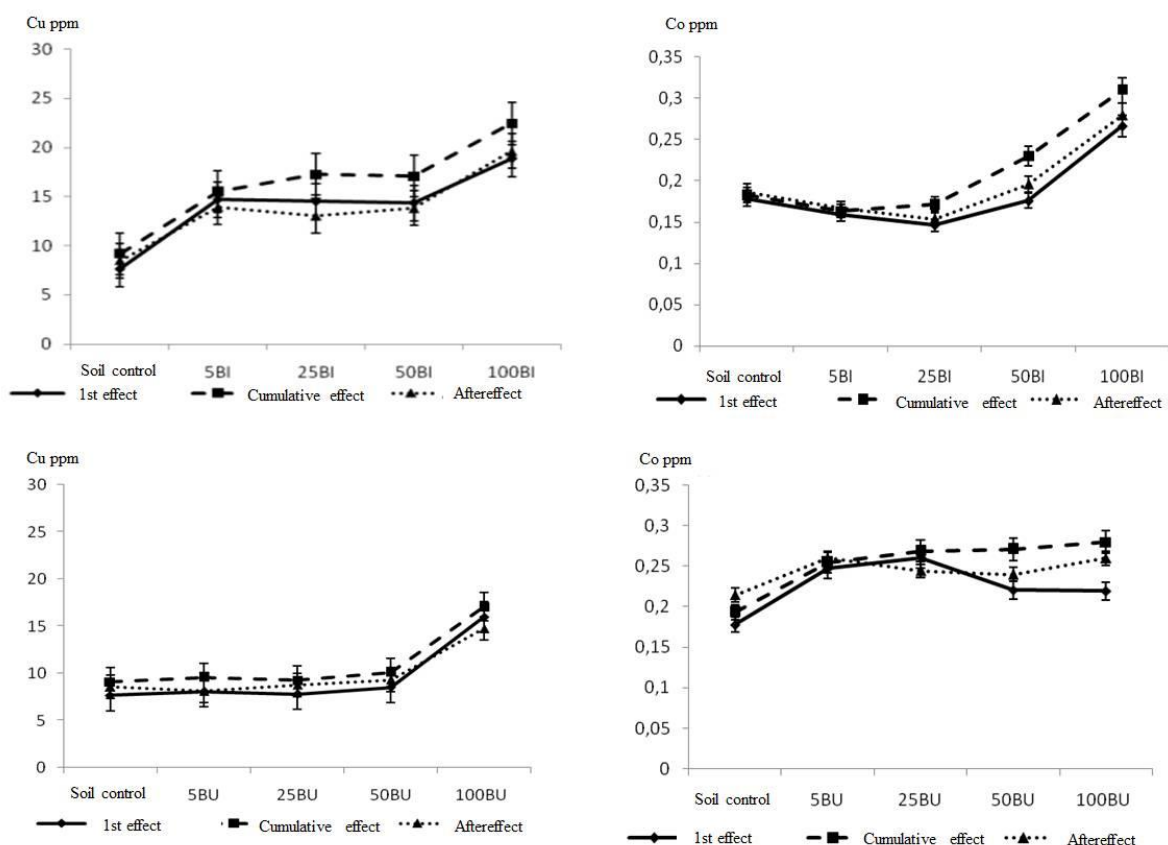 Cu ppm
30
25
20
15
10
5
0
Soil control 5BI 25BI 50BI 100BI
1st effect Cumulative effect Aftereffect
Co ppm
0,35
0,3
0,25
0,2
0,15
0,1
0,05
0
Soil control 5BI 25BI 50BI 100BI
1st effect Cumulative effect Aftereffect
Cu ppm
30
25
20
15
10
5
0
Soil control 5BU 25BU 50BU 100BU
1st effect Cumulative effect Aftereffect
Co ppm
0,35
0,3
0,25
0,2
0,15
0,1
0,05
0
Soil control 5BU 25BU 50BU 100BU
1st effect Cumulative effect Aftereffect